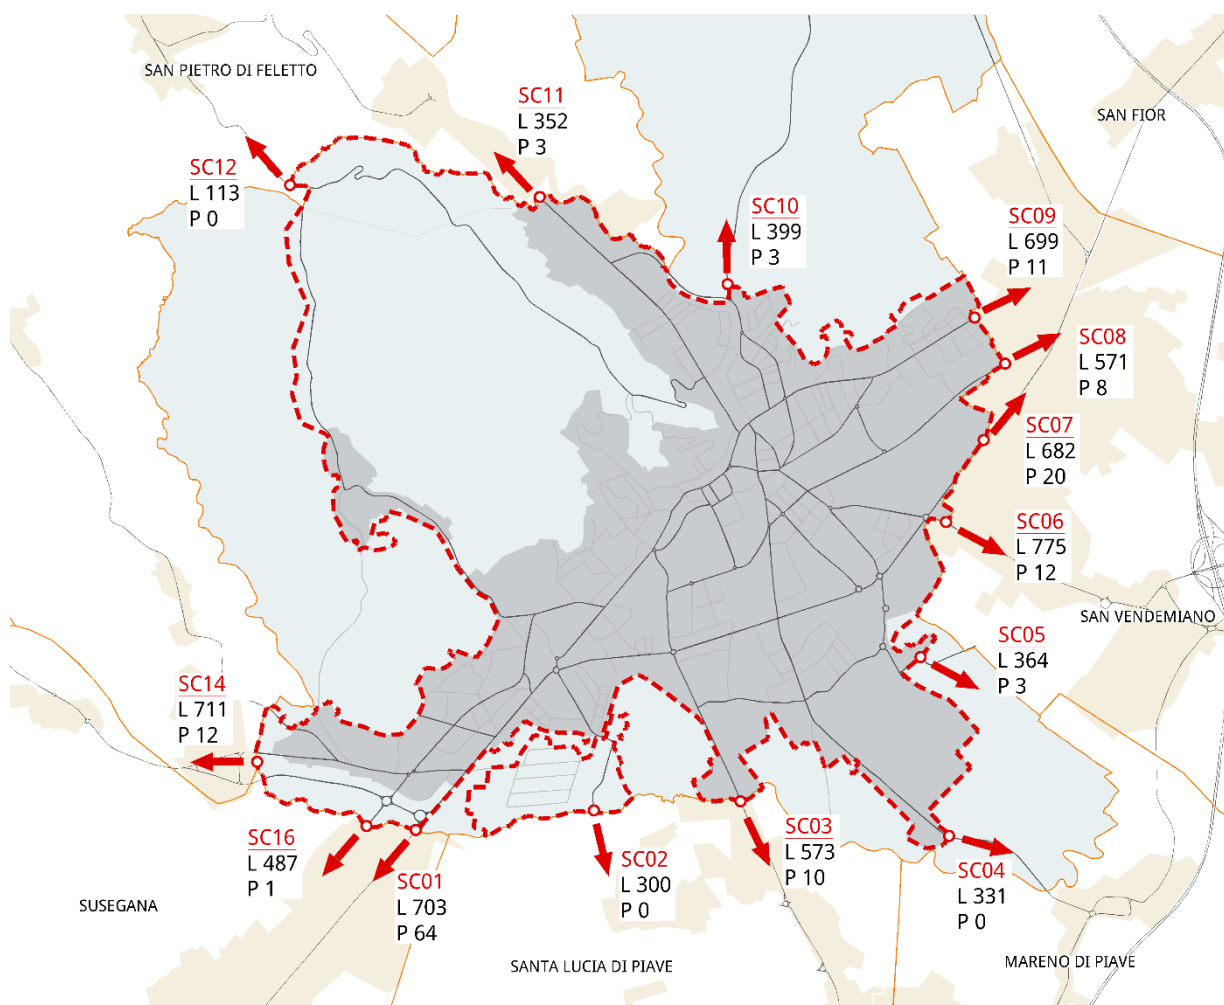 SAN PIETRO DI FELETTO
SC11
L 352
P 3
SAN FIOR
SC12
L 113
P 0
SC10
L 399
P 3
SC09
L 699
P 11
SC08
L 571
P 8
SC07
L 682
P 20
SC06
L 775
P 12
SAN VENDEMIANO
SC05
L 364
P 3
SC14
L 711
P 12
SC16
L 487
P 1
SC01
L 703
P 64
SC02
L 300
P 0
SC03
L 573
P 10
SC04
L 331
P 0
SUSEGANA
SANTA LUCIA DI PIAVE
MARENO DI PIAVE